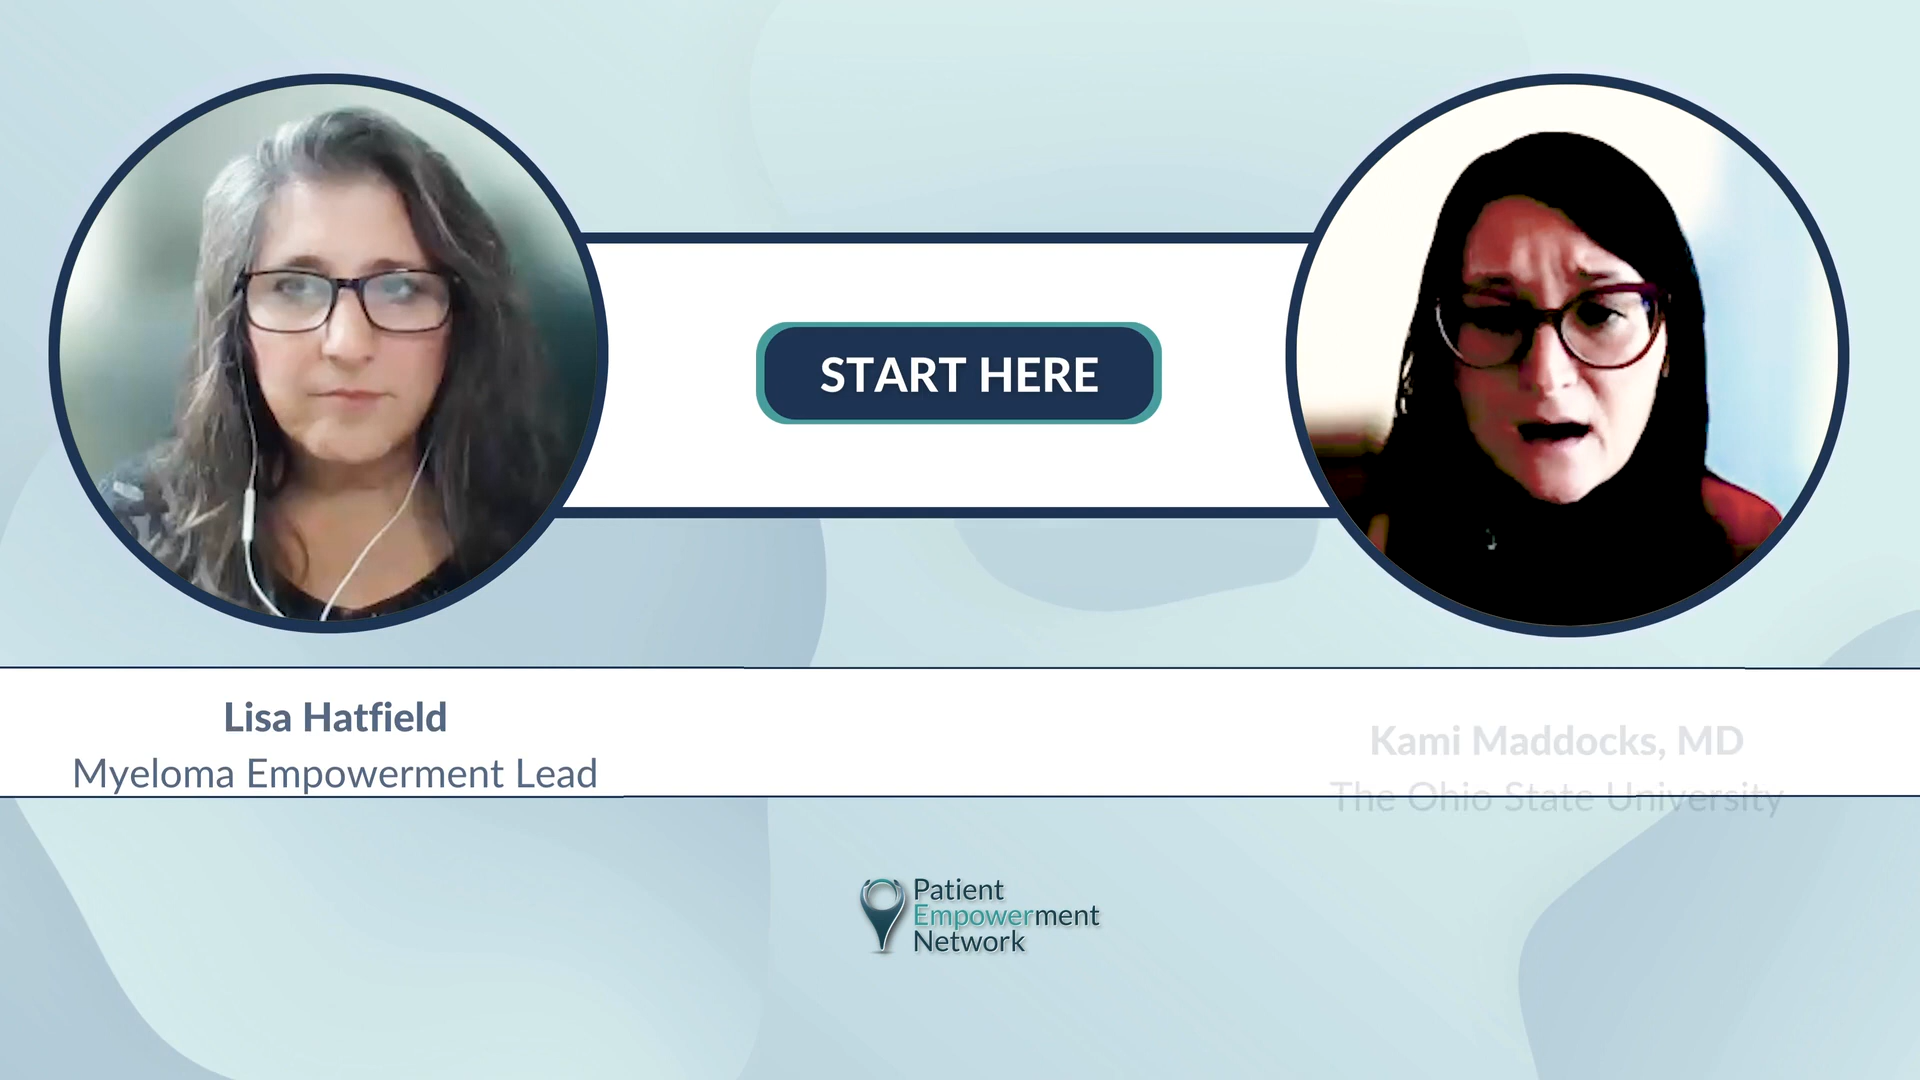 START HERE
Lisa Hatfield
Myeloma Empowerment Lead
Kami Maddocks, MD
The Ohio State University
Patient
Empowerment
Network